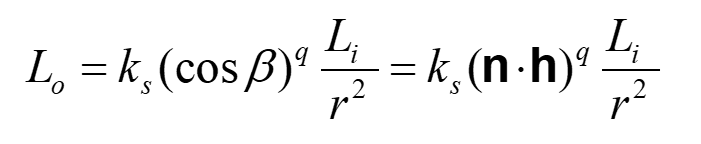 L_o = k_s (cos β)^q L_i / r^2 = k_s (n · h)^q L_i / r^2